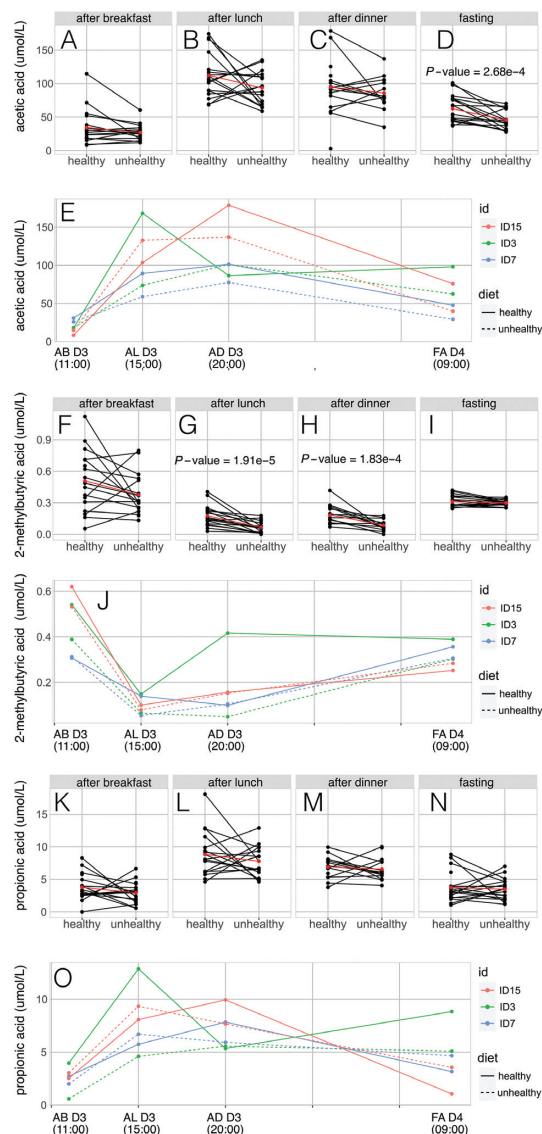 after breakfast after lunch after dinner fasting
A B C D
P-value = 2.68e-4
acetic acid (umol/L)
150
100
50
0
healthy unhealthy healthy unhealthy healthy unhealthy healthy unhealthy
E
acetic acid (umol/L)
150
100
50
0
AB D3 AL D3 AD D3 FA D4
(11:00) (15;00) (20;00) (09:00)
id
ID15
ID3
ID7
diet
healthy
unhealthy
after breakfast after lunch after dinner fasting
F G H I
P-value = 1.91e-5 P-value = 1.83e-4
2-methylbutyric acid (umol/L)
0.9
0.6
0.3
0.0
healthy unhealthy healthy unhealthy healthy unhealthy healthy unhealthy
J
2-methylbutyric acid (umol/L)
0.6
0.4
0.2
AB D3 AL D3 AD D3 FA D4
(11:00) (15:00) (20:00) (09:00)
id
ID15
ID3
ID7
diet
healthy
unhealthy
after breakfast after lunch after dinner fasting
K L M N
propionic acid (umol/L)
15
10
5
0
healthy unhealthy healthy unhealthy healthy unhealthy healthy unhealthy
O
propionic acid (umol/L)
10
5
0
AB D3 AL D3 AD D3 FA D4
(11:00) (15:00) (20:00) (09:00)
id
ID15
ID3
ID7
diet
healthy
unhealthy